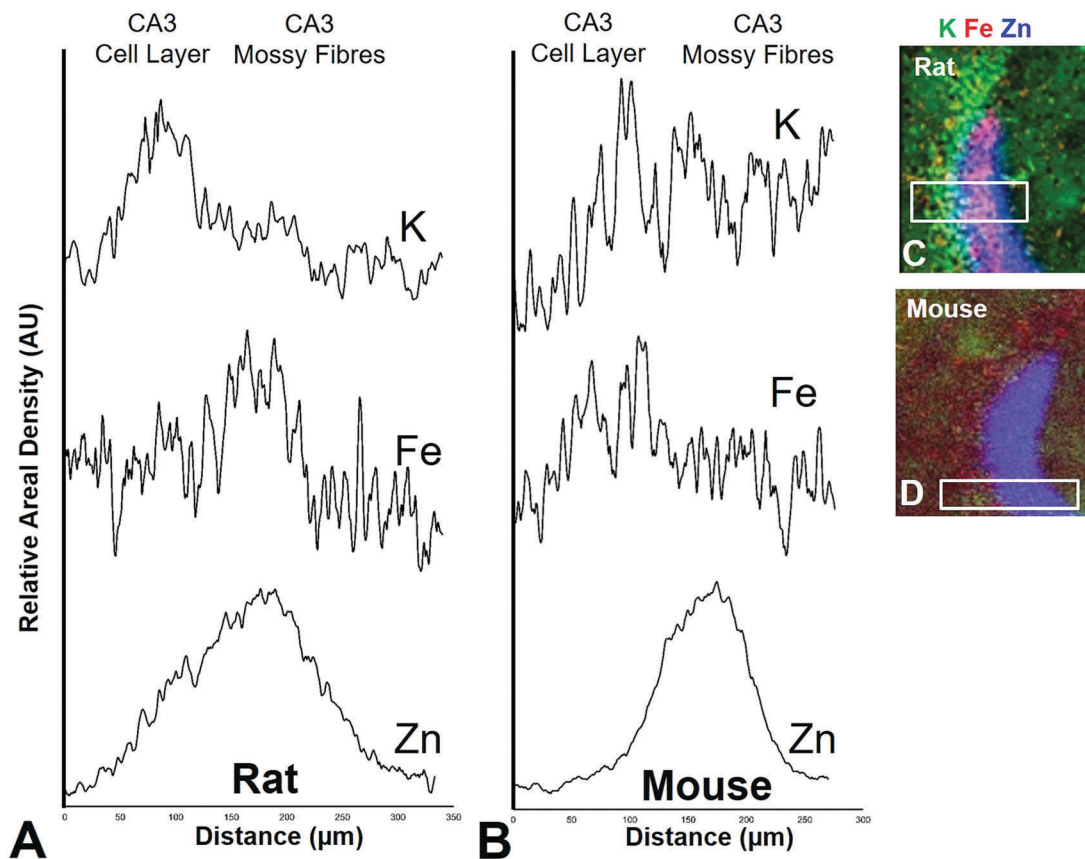 CA3
Cell Layer
CA3
Mossy Fibres
CA3
Cell Layer
CA3
Mossy Fibres
K Fe Zn
Relative Areal Density (AU)
K
Fe
Zn
Rat
0 50 100 150 200 250 300 350
Distance (µm)
A
K
Fe
Zn
Mouse
0 50 100 150 200 250 300
Distance (µm)
B
Rat
C
Mouse
D